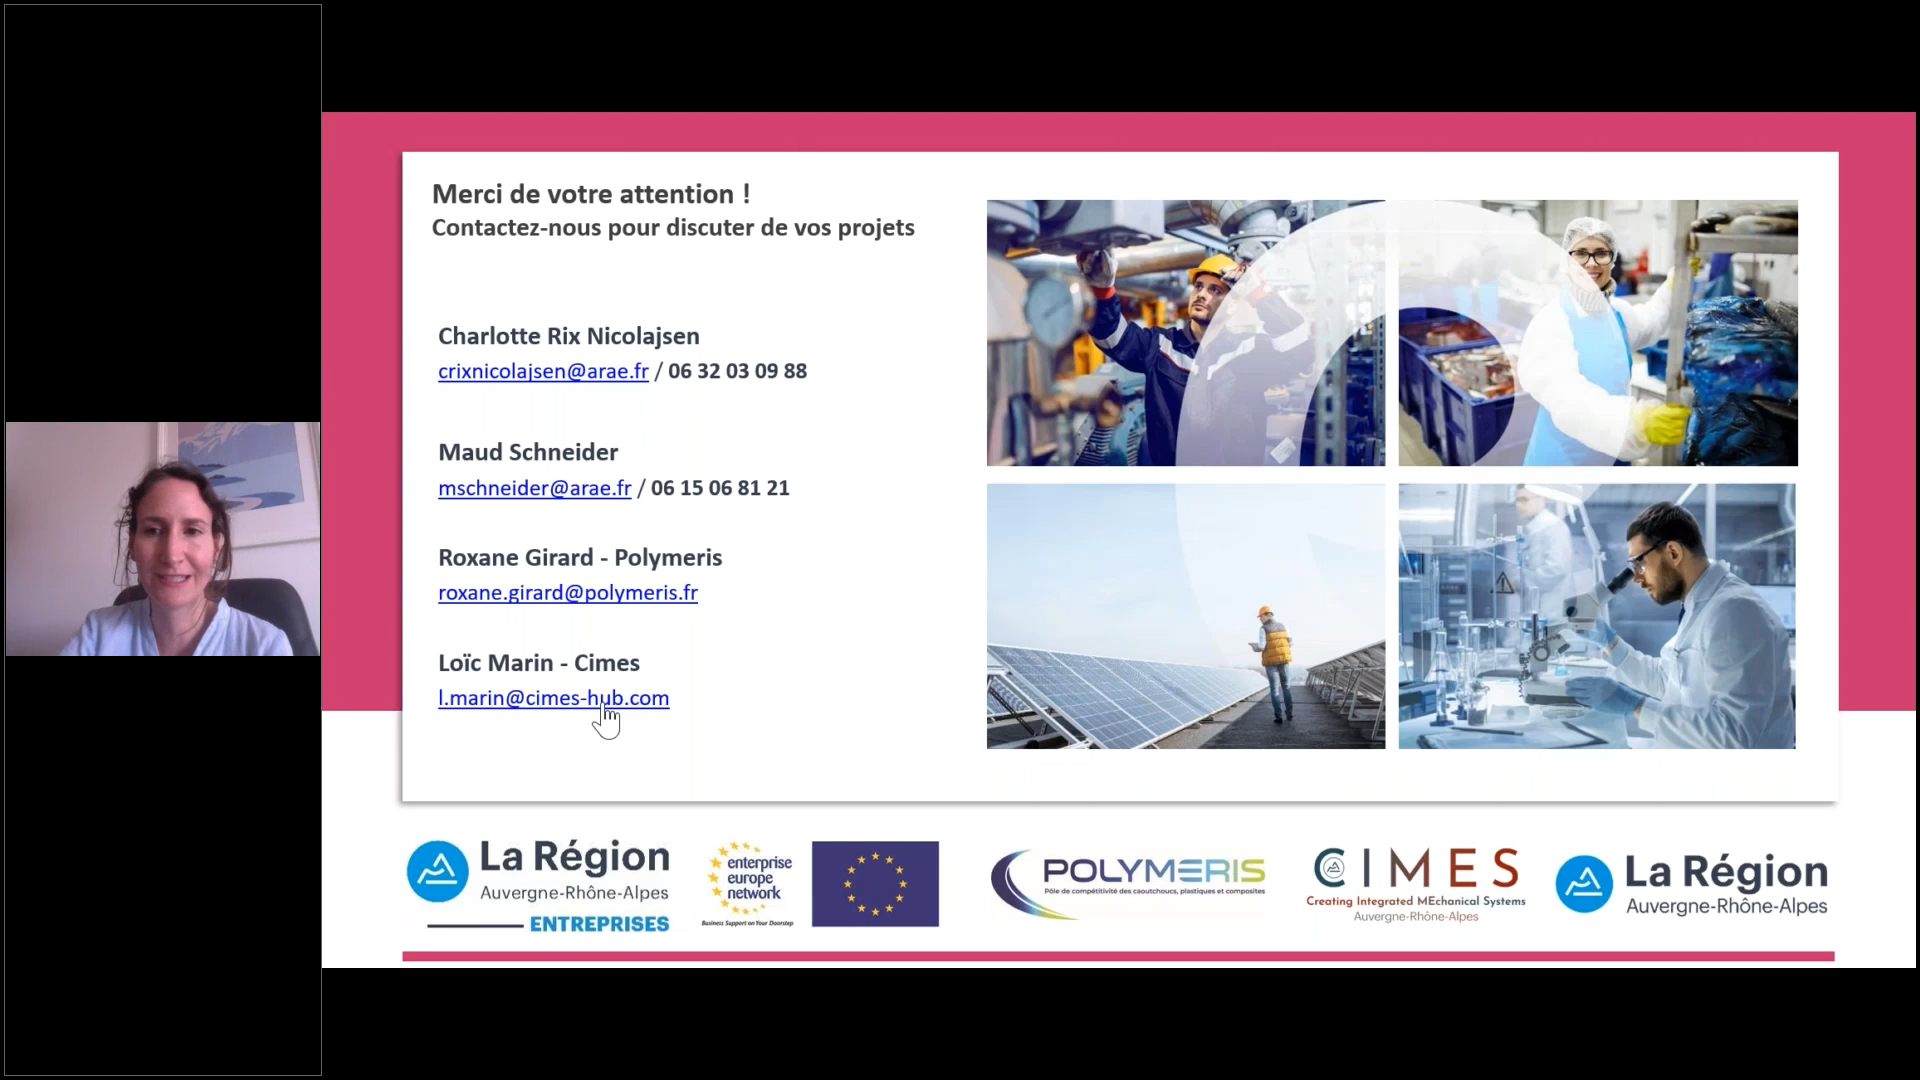 Merci de votre attention !
Contactez-nous pour discuter de vos projets
Charlotte Rix Nicolajsen
crixnicolajsen@arae.fr / 06 32 03 09 88
Maud Schneider
mschneider@arae.fr / 06 15 06 81 21
Roxane Girard - Polymeris
roxane.girard@polymeris.fr
Loïc Marin - Cimes
l.marin@cimes-hub.com
La Région
Auvergne-Rhône-Alpes
ENTREPRISES
enterprise
europe
network
Business Support on Your Doorstep
POLYMERIS
Pôle de compétitivité des caoutchoucs, plastiques et composites
CIMES
Creating Integrated MEchanical Systems
Auvergne-Rhône-Alpes
La Région
Auvergne-Rhône-Alpes